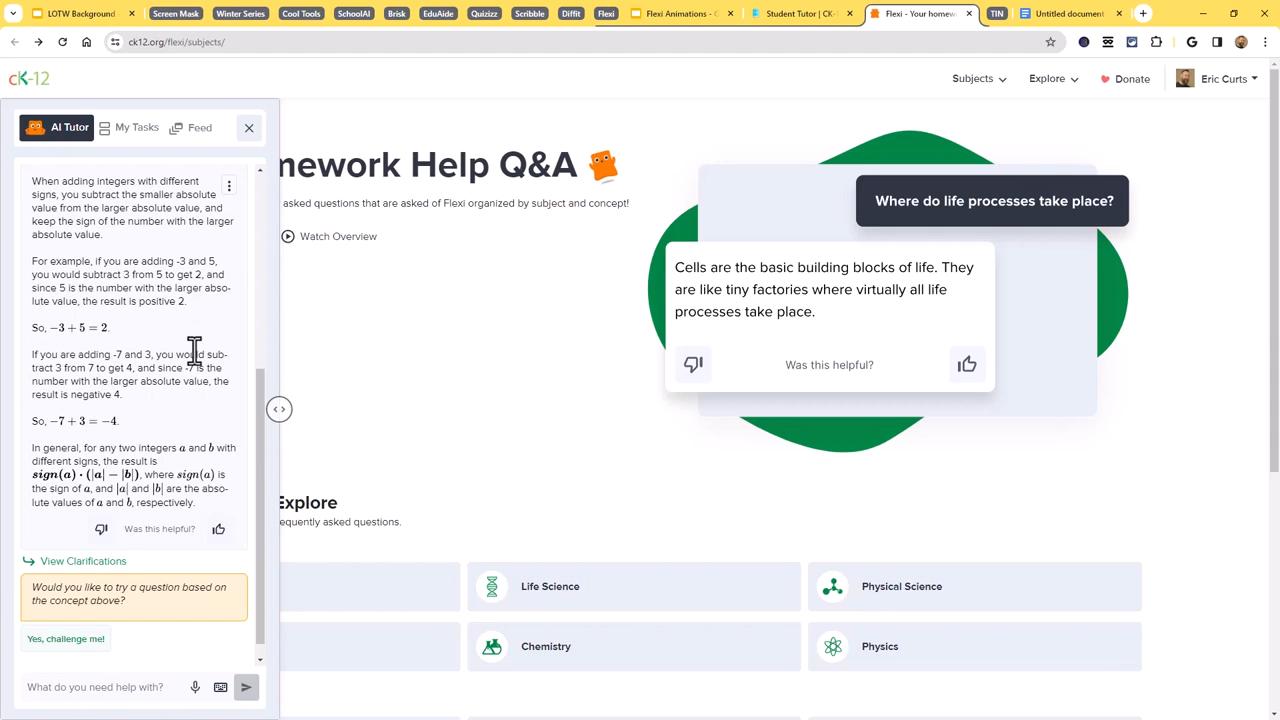 LOTW Background
Screen Mask
Winter Series
Cool Tools
SchoolAI
Brisk
EduAide
Quizizz
Scribble
Diffit
Flexi
Flexi Animations - G
Student Tutor | CK-1
Flexi - Your homew
TIN
Untitled document
ck12.org/flexi/subjects/
cK-12
Subjects
Explore
Donate
Eric Curts
AI Tutor
My Tasks
Feed
When adding integers with different
signs, you subtract the smaller absolute
value from the larger absolute value, and
keep the sign of the number with the larger
absolute value.
For example, if you are adding -3 and 5,
you would subtract 3 from 5 to get 2, and
since 5 is the number with the larger abso-
lute value, the result is positive 2.
So, −3 + 5 = 2.
If you are adding -7 and 3, you would sub-
tract 3 from 7 to get 4, and since -7 is the
number with the larger absolute value, the
result is negative 4.
So, −7 + 3 = −4.
In general, for any two integers a and b with
different signs, the result is
sign(a) · (|a| − |b|), where sign(a) is
the sign of a, and |a| and |b| are the abso-
lute values of a and b, respectively.
Was this helpful?
View Clarifications
Would you like to try a question based on
the concept above?
Yes, challenge me!
What do you need help with?
mework Help Q&A
asked questions that are asked of Flexi organized by subject and concept!
Watch Overview
Where do life processes take place?
Cells are the basic building blocks of life. They
are like tiny factories where virtually all life
processes take place.
Was this helpful?
Explore
equently asked questions.
Life Science
Physical Science
Chemistry
Physics